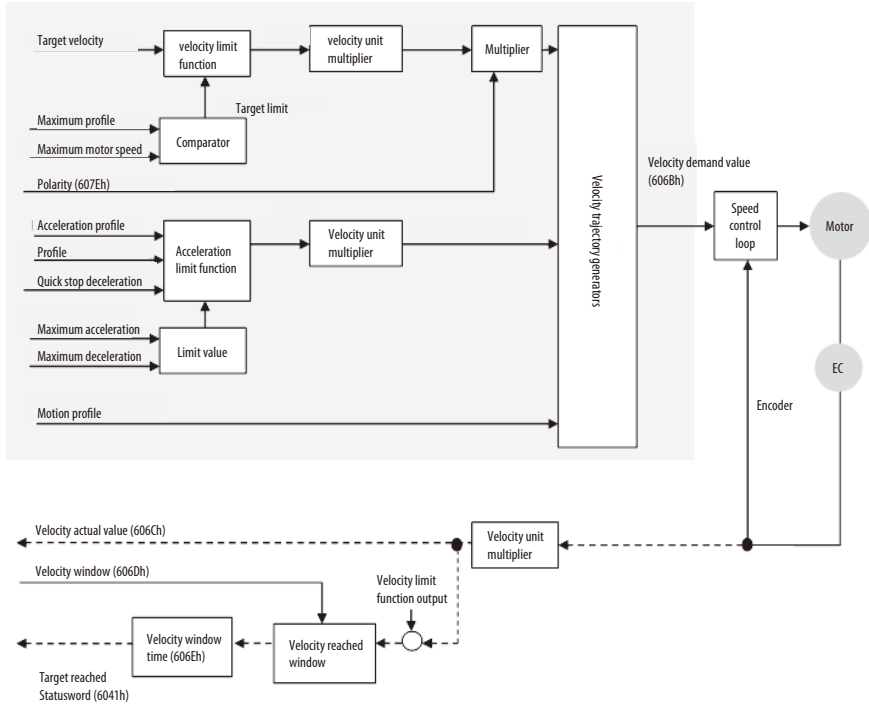 Target velocity
velocity limit
function
velocity unit
multiplier
Multiplier
Target limit
Maximum profile
Comparator
Maximum motor speed
Polarity (607Eh)
Velocity trajectory generators
Velocity demand value
(606Bh)
Speed
control
loop
Motor
Acceleration profile
Profile
Quick stop deceleration
Acceleration
limit function
Velocity unit
multiplier
Maximum acceleration
Maximum deceleration
Limit value
EC
Encoder
Motion profile
Velocity actual value (606Ch)
Velocity unit
multiplier
Velocity window (606Dh)
Velocity limit
function output
Velocity window
time (606Eh)
Velocity reached
window
Target reached
Statusword (6041h)